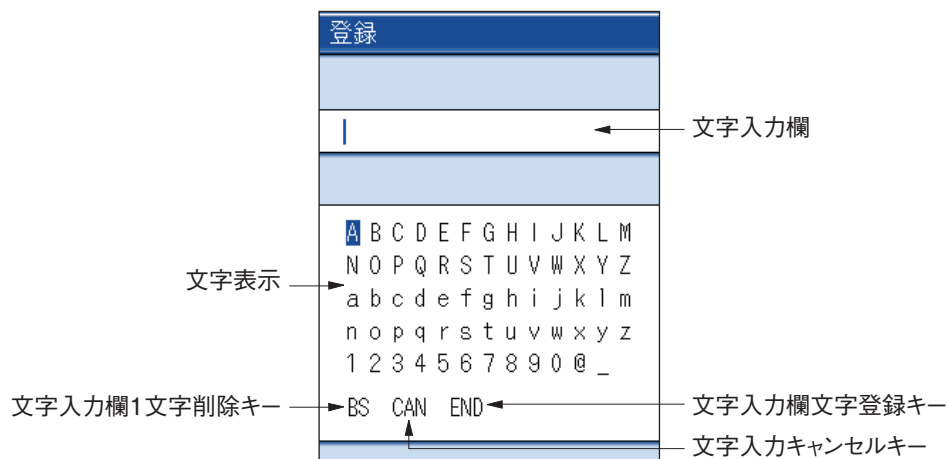 登録
文字入力欄
A B C D E F G H I J K L M
N O P Q R S T U V W X Y Z
文字表示
a b c d e f g h i j k l m
n o p q r s t u v w x y z
1 2 3 4 5 6 7 8 9 0 @ _
文字入力欄1文字削除キー
BS CAN END
文字入力欄文字登録キー
文字入力キャンセルキー